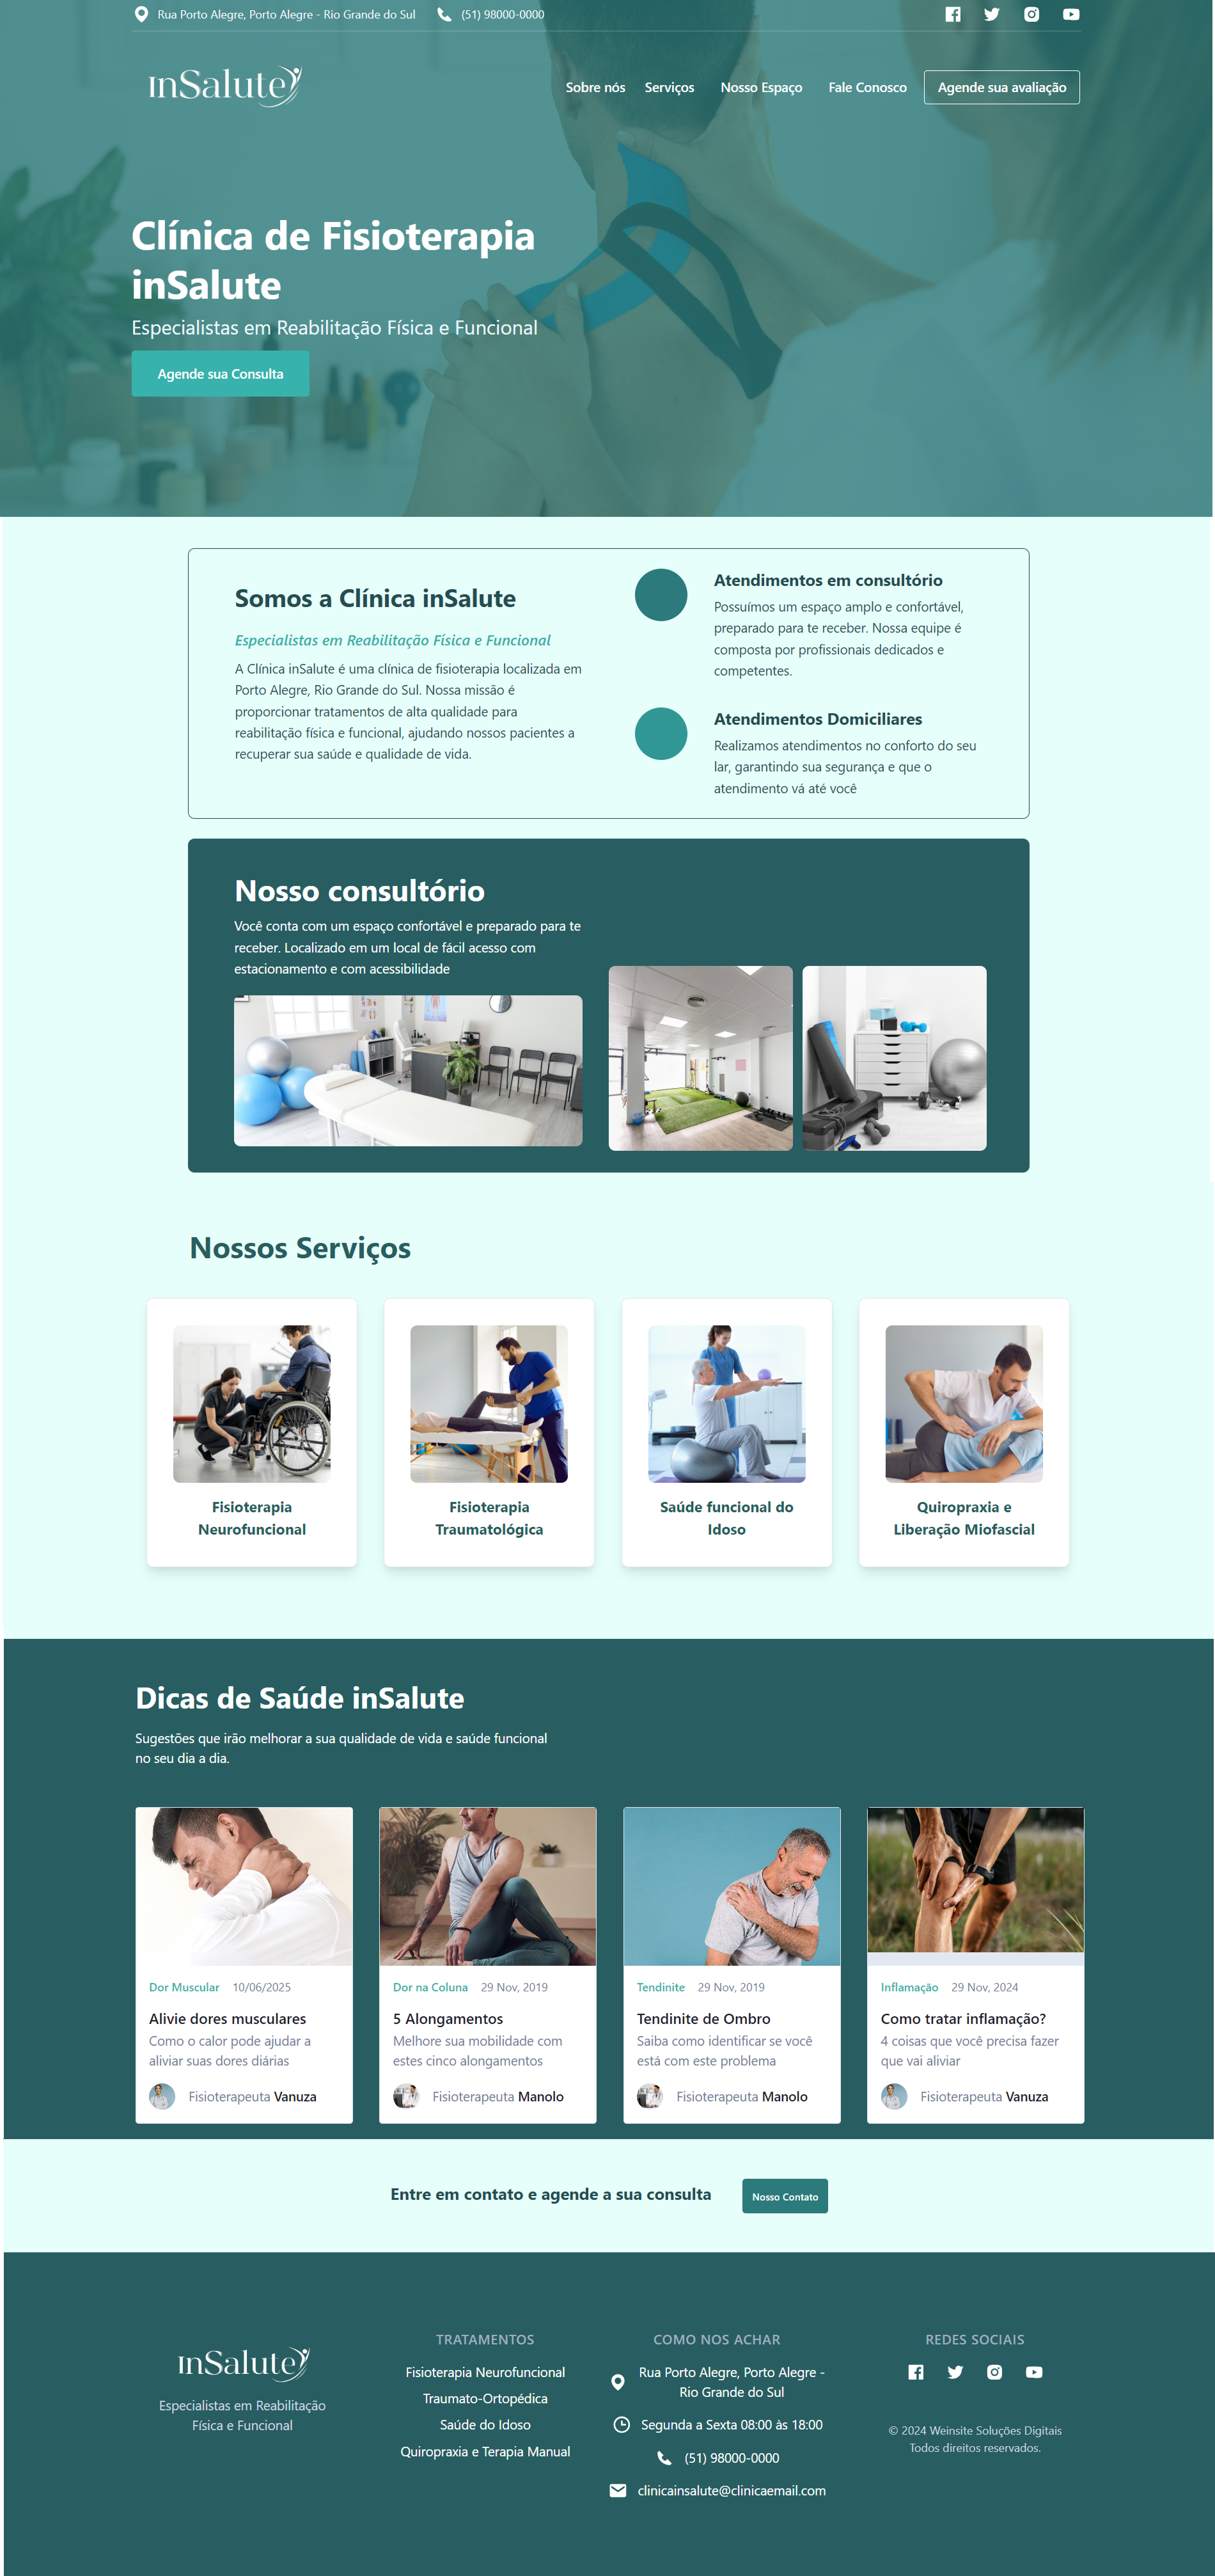 Rua Porto Alegre, Porto Alegre - Rio Grande do Sul
(51) 98000-0000
inSalute
Sobre nós
Serviços
Nosso Espaço
Fale Conosco
Agende sua avaliação
Clínica de Fisioterapia
inSalute
Especialistas em Reabilitação Física e Funcional
Agende sua Consulta
Somos a Clínica inSalute
Especialistas em Reabilitação Física e Funcional
A Clínica inSalute é uma clínica de fisioterapia localizada em
Porto Alegre, Rio Grande do Sul. Nossa missão é
proporcionar tratamentos de alta qualidade para
reabilitação física e funcional, ajudando nossos pacientes a
recuperar sua saúde e qualidade de vida.
Atendimentos em consultório
Possuímos um espaço amplo e confortável,
preparado para te receber. Nossa equipe é
composta por profissionais dedicados e
competentes.
Atendimentos Domiciliares
Realizamos atendimentos no conforto do seu
lar, garantindo sua segurança e que o
atendimento vá até você
Nosso consultório
Você conta com um espaço confortável e preparado para te
receber. Localizado em um local de fácil acesso com
estacionamento e com acessibilidade
Nossos Serviços
Fisioterapia
Neurofuncional
Fisioterapia
Traumatológica
Saúde funcional do
Idoso
Quiropraxia e
Liberação Miofascial
Dicas de Saúde inSalute
Sugestões que irão melhorar a sua qualidade de vida e saúde funcional
no seu dia a dia.
Dor Muscular 10/06/2025
Alivie dores musculares
Como o calor pode ajudar a
aliviar suas dores diárias
Fisioterapeuta Vanuza
Dor na Coluna 29 Nov, 2019
5 Alongamentos
Melhore sua mobilidade com
estes cinco alongamentos
Fisioterapeuta Manolo
Tendinite 29 Nov, 2019
Tendinite de Ombro
Saiba como identificar se você
está com este problema
Fisioterapeuta Manolo
Inflamação 29 Nov, 2024
Como tratar inflamação?
4 coisas que você precisa fazer
que vai aliviar
Fisioterapeuta Vanuza
Entre em contato e agende a sua consulta
Nosso Contato
inSalute
Especialistas em Reabilitação
Física e Funcional
TRATAMENTOS
Fisioterapia Neurofuncional
Traumato-Ortopédica
Saúde do Idoso
Quiropraxia e Terapia Manual
COMO NOS ACHAR
Rua Porto Alegre, Porto Alegre -
Rio Grande do Sul
Segunda a Sexta 08:00 às 18:00
(51) 98000-0000
clinicainsalute@clinicaemail.com
REDES SOCIAIS
© 2024 Weinsite Soluções Digitais
Todos direitos reservados.